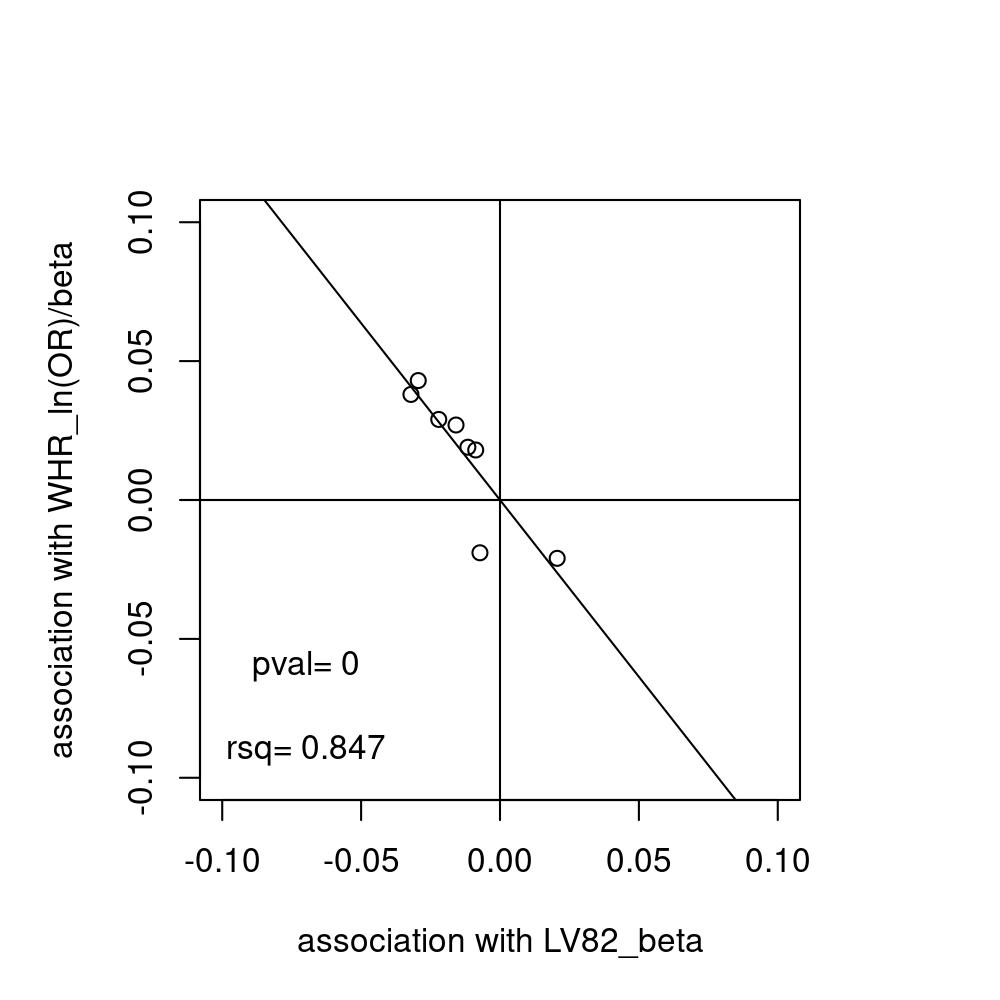 association with WHR_ln(OR)/beta
0.10
0.05
0.00
-0.05
-0.10
pval= 0
rsq= 0.847
-0.10 -0.05 0.00 0.05 0.10
association with LV82_beta